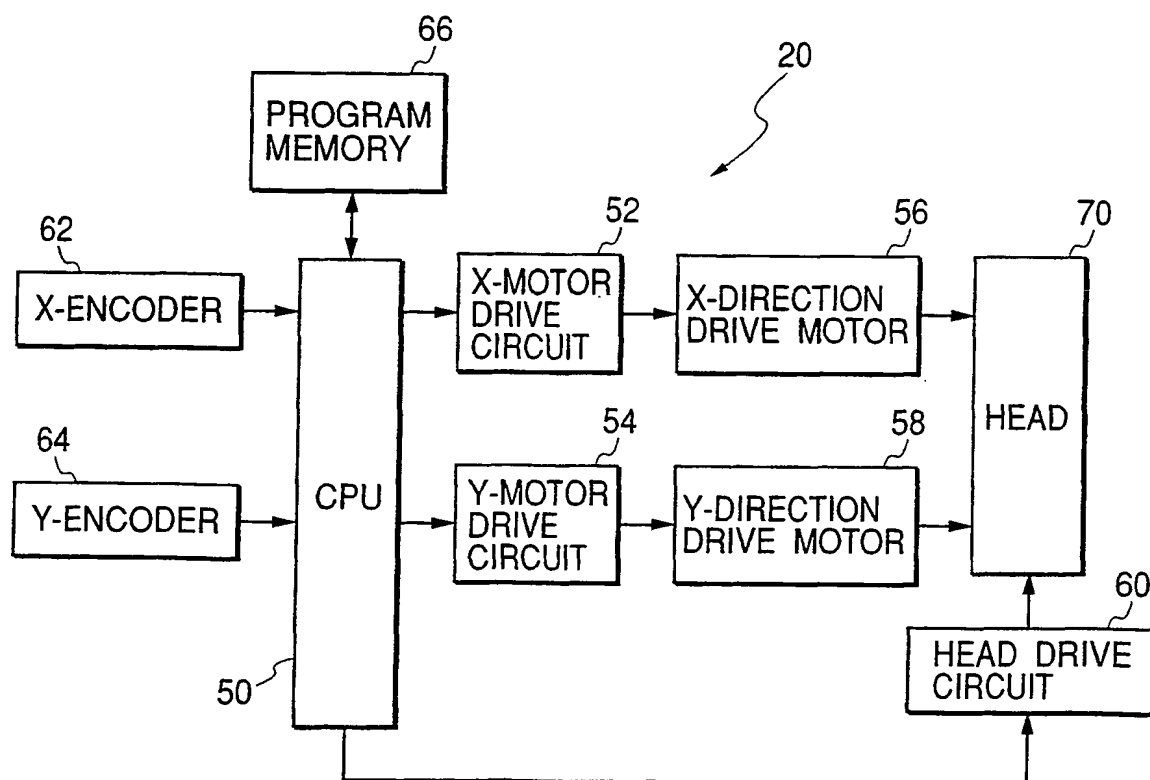 66
20
PROGRAM
MEMORY
62
52
56
70
X-ENCODER
X-MOTOR
DRIVE
CIRCUIT
X-DIRECTION
DRIVE MOTOR
HEAD
64
54
58
Y-ENCODER
CPU
Y-MOTOR
DRIVE
CIRCUIT
Y-DIRECTION
DRIVE MOTOR
60
50
HEAD DRIVE
CIRCUIT